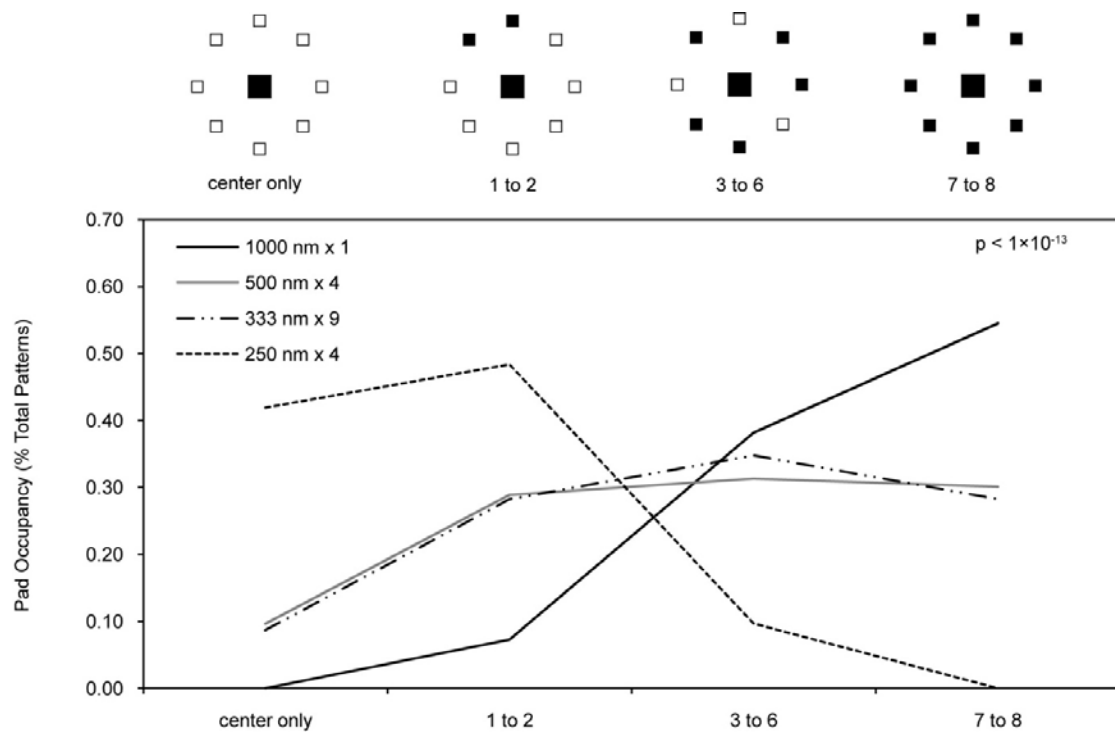 center only
1 to 2
3 to 6
7 to 8
0.70
0.60
0.50
0.40
0.30
0.20
0.10
0.00
Pad Occupancy (% Total Patterns)
1000 nm x 1
500 nm x 4
333 nm x 9
250 nm x 4
p < 1×10⁻¹³
center only
1 to 2
3 to 6
7 to 8